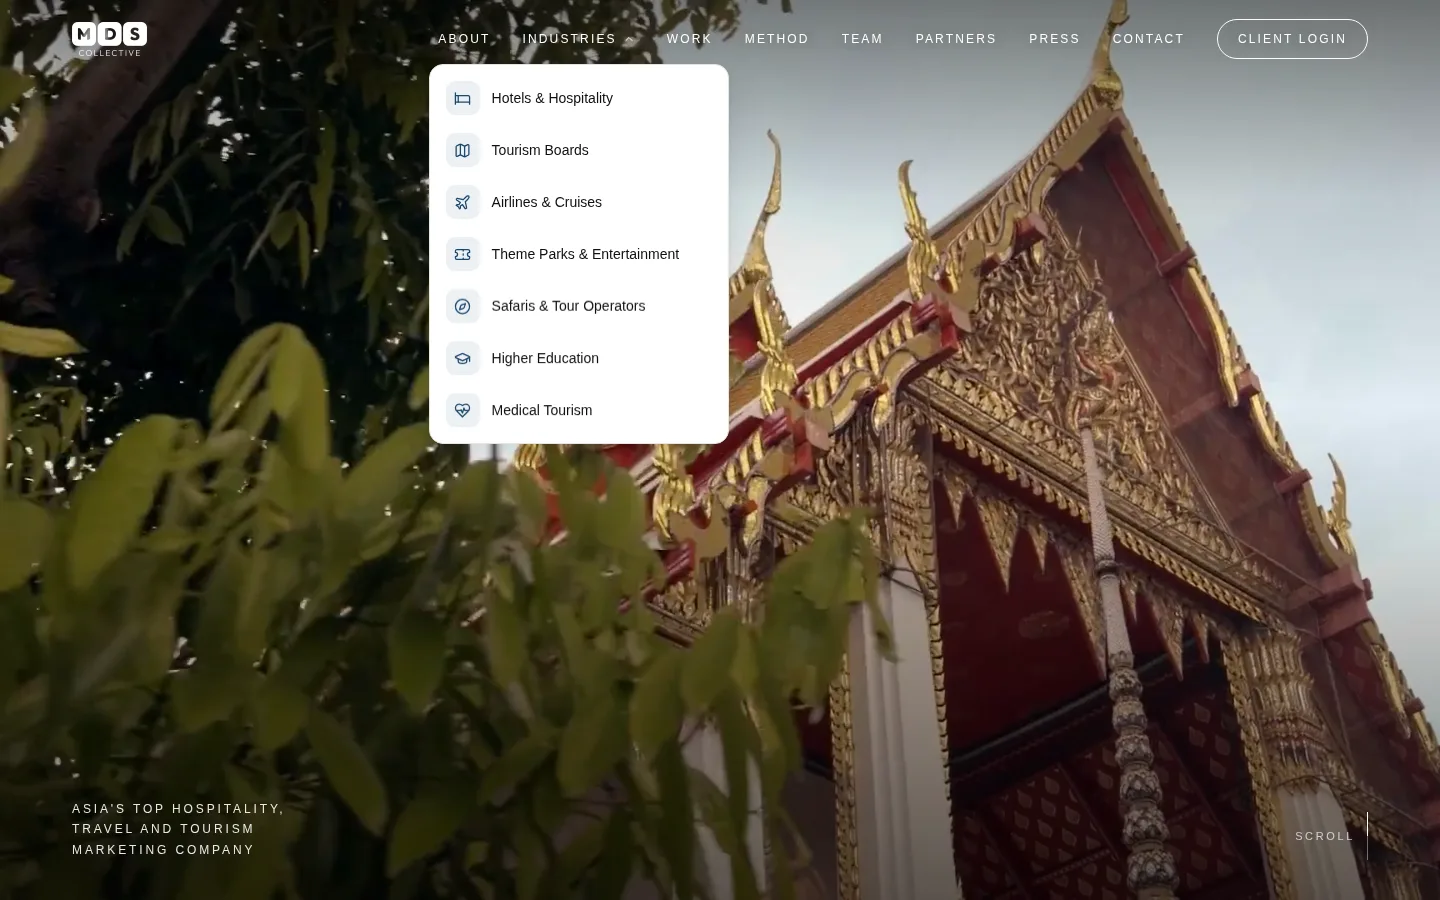 MDS
COLLECTIVE
ABOUT
INDUSTRIES
WORK
METHOD
TEAM
PARTNERS
PRESS
CONTACT
CLIENT LOGIN
Hotels & Hospitality
Tourism Boards
Airlines & Cruises
Theme Parks & Entertainment
Safaris & Tour Operators
Higher Education
Medical Tourism
ASIA'S TOP HOSPITALITY,
TRAVEL AND TOURISM
MARKETING COMPANY
SCROLL